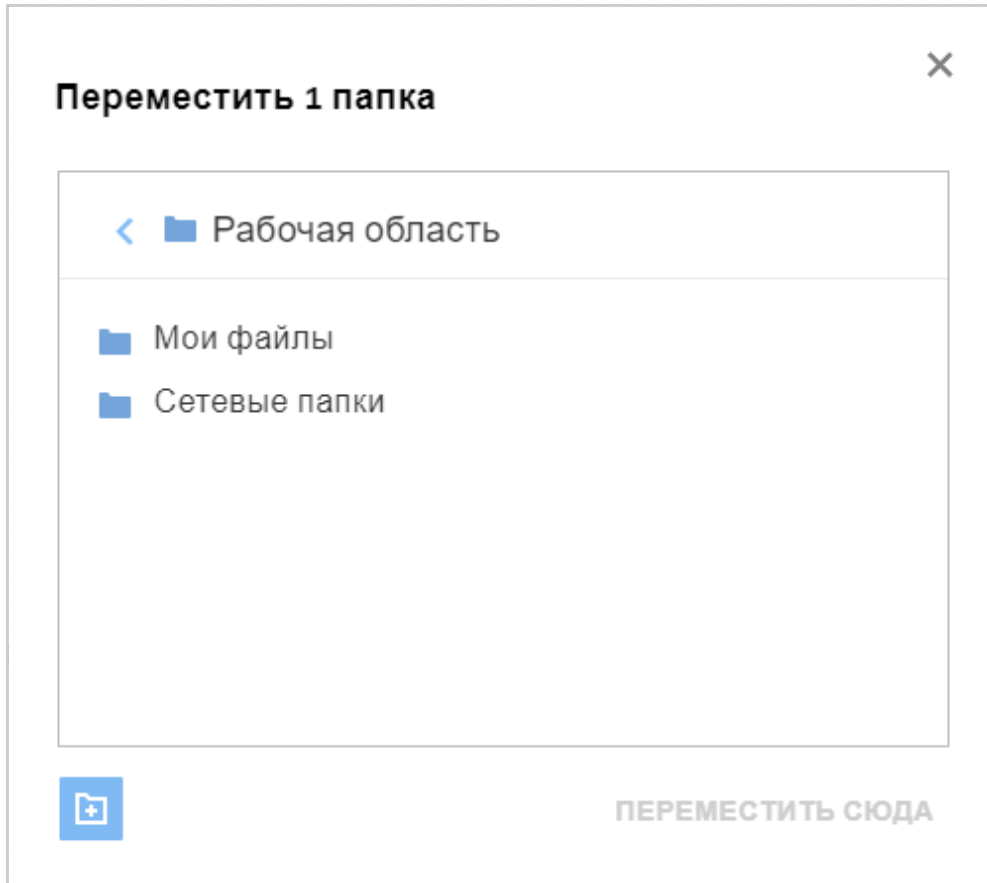 Переместить 1 папка
Рабочая область
Мои файлы
Сетевые папки
ПЕРЕМЕСТИТЬ СЮДА